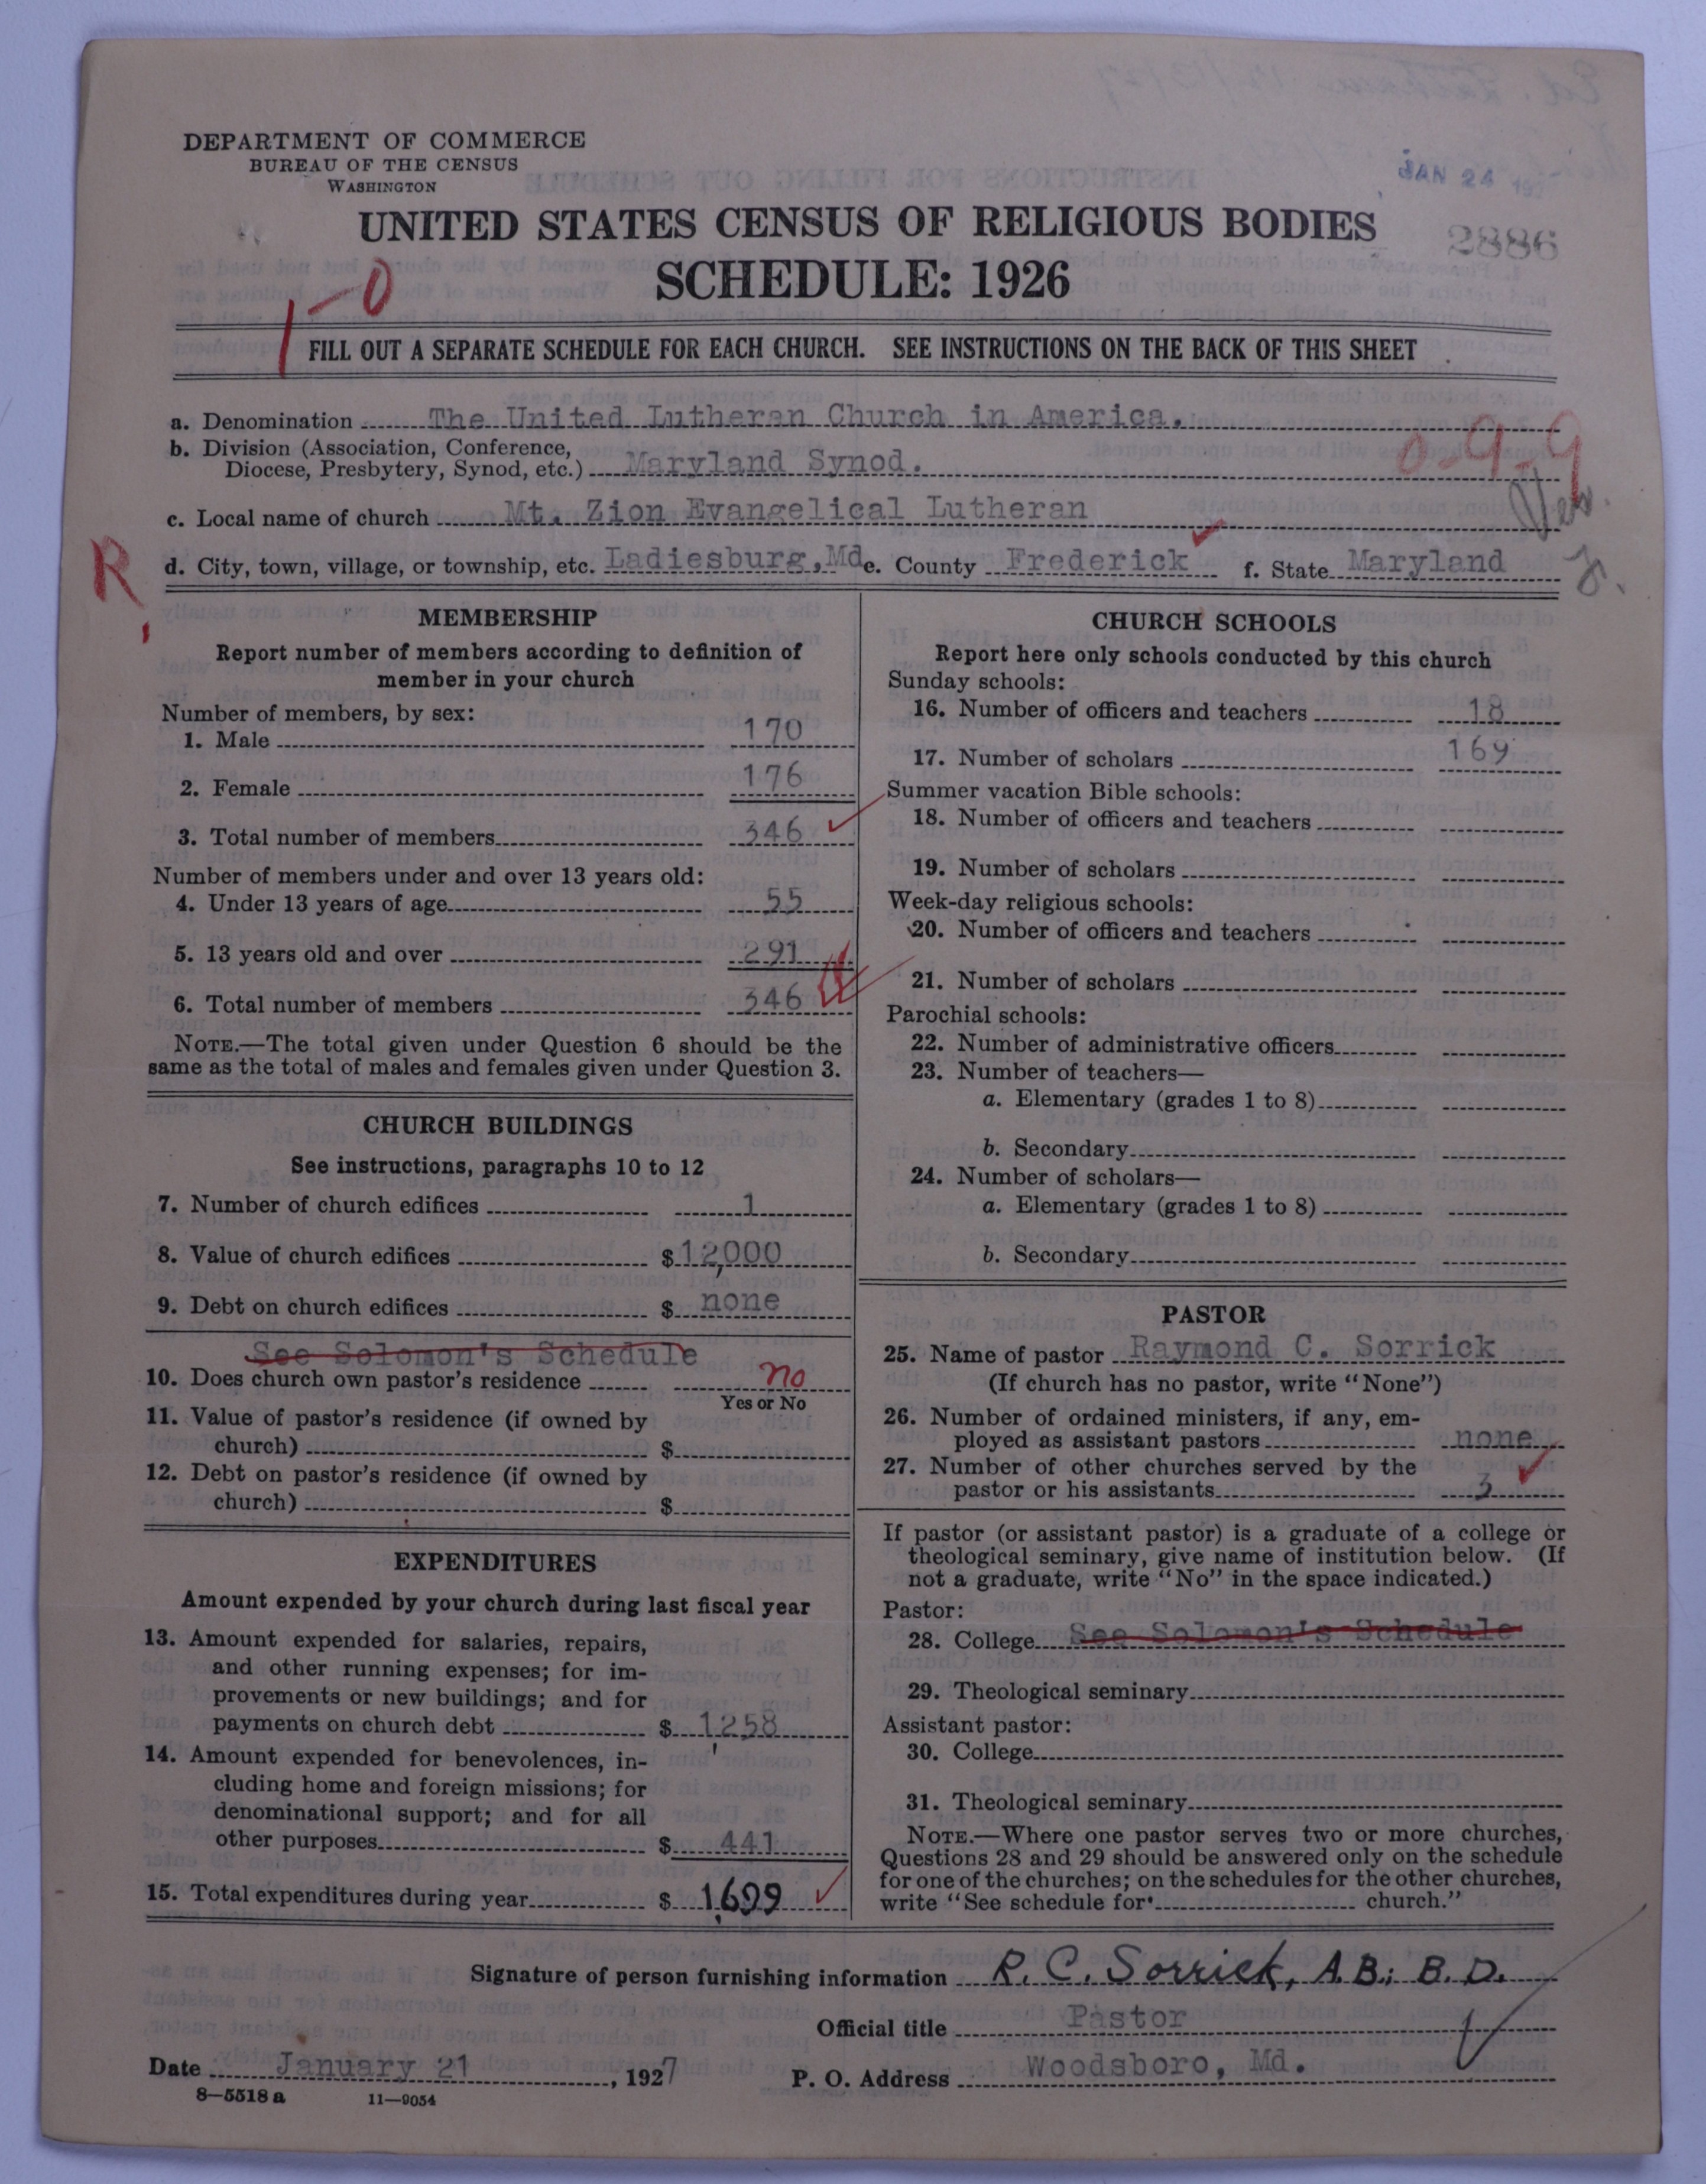 DEPARTMENT OF COMMERCE
BUREAU OF THE CENSUS
WASHINGTON
JAN 24
UNITED STATES CENSUS OF RELIGIOUS BODIES
2886
SCHEDULE: 1926
1-0
FILL OUT A SEPARATE SCHEDULE FOR EACH CHURCH. SEE INSTRUCTIONS ON THE BACK OF THIS SHEET
a. Denomination The United Lutheran Church in America.
b. Division (Association, Conference,
Diocese, Presbytery, Synod, etc.) Maryland Synod.
0-9-9
c. Local name of church Mt. Zion Evangelical Lutheran
Ver.
R
d. City, town, village, or township, etc. Ladiesburg, Md e. County Frederick f. State Maryland
MEMBERSHIP
Report number of members according to definition of
member in your church
Number of members, by sex:
1. Male 170
2. Female 176
3. Total number of members 346
Number of members under and over 13 years old:
4. Under 13 years of age 55
5. 13 years old and over 291
6. Total number of members 346
NOTE.—The total given under Question 6 should be the
same as the total of males and females given under Question 3.
CHURCH BUILDINGS
See instructions, paragraphs 10 to 12
7. Number of church edifices 1
8. Value of church edifices $ 12,000
9. Debt on church edifices $ none
See Solomon's Schedule
10. Does church own pastor's residence no
Yes or No
11. Value of pastor's residence (if owned by
church) $
12. Debt on pastor's residence (if owned by
church) $
EXPENDITURES
Amount expended by your church during last fiscal year
13. Amount expended for salaries, repairs,
and other running expenses; for im-
provements or new buildings; and for
payments on church debt $ 1,258
14. Amount expended for benevolences, in-
cluding home and foreign missions; for
denominational support; and for all
other purposes $ 441
15. Total expenditures during year $ 1,699
CHURCH SCHOOLS
Report here only schools conducted by this church
Sunday schools:
16. Number of officers and teachers 18
17. Number of scholars 169
Summer vacation Bible schools:
18. Number of officers and teachers
19. Number of scholars
Week-day religious schools:
20. Number of officers and teachers
21. Number of scholars
Parochial schools:
22. Number of administrative officers
23. Number of teachers—
a. Elementary (grades 1 to 8)
b. Secondary
24. Number of scholars—
a. Elementary (grades 1 to 8)
b. Secondary
PASTOR
25. Name of pastor Raymond C. Sorrick
(If church has no pastor, write "None")
26. Number of ordained ministers, if any, em-
ployed as assistant pastors none
27. Number of other churches served by the
pastor or his assistants 3
If pastor (or assistant pastor) is a graduate of a college or
theological seminary, give name of institution below. (If
not a graduate, write "No" in the space indicated.)
Pastor:
28. College See Solomon's Schedule
29. Theological seminary
Assistant pastor:
30. College
31. Theological seminary
NOTE.—Where one pastor serves two or more churches,
Questions 28 and 29 should be answered only on the schedule
for one of the churches; on the schedules for the other churches,
write "See schedule for church."
Signature of person furnishing information R. C. Sorrick, A.B.; B.D.
Official title Pastor
Date January 21, 1927 P. O. Address Woodsboro, Md.
8-5518 a 11-9054